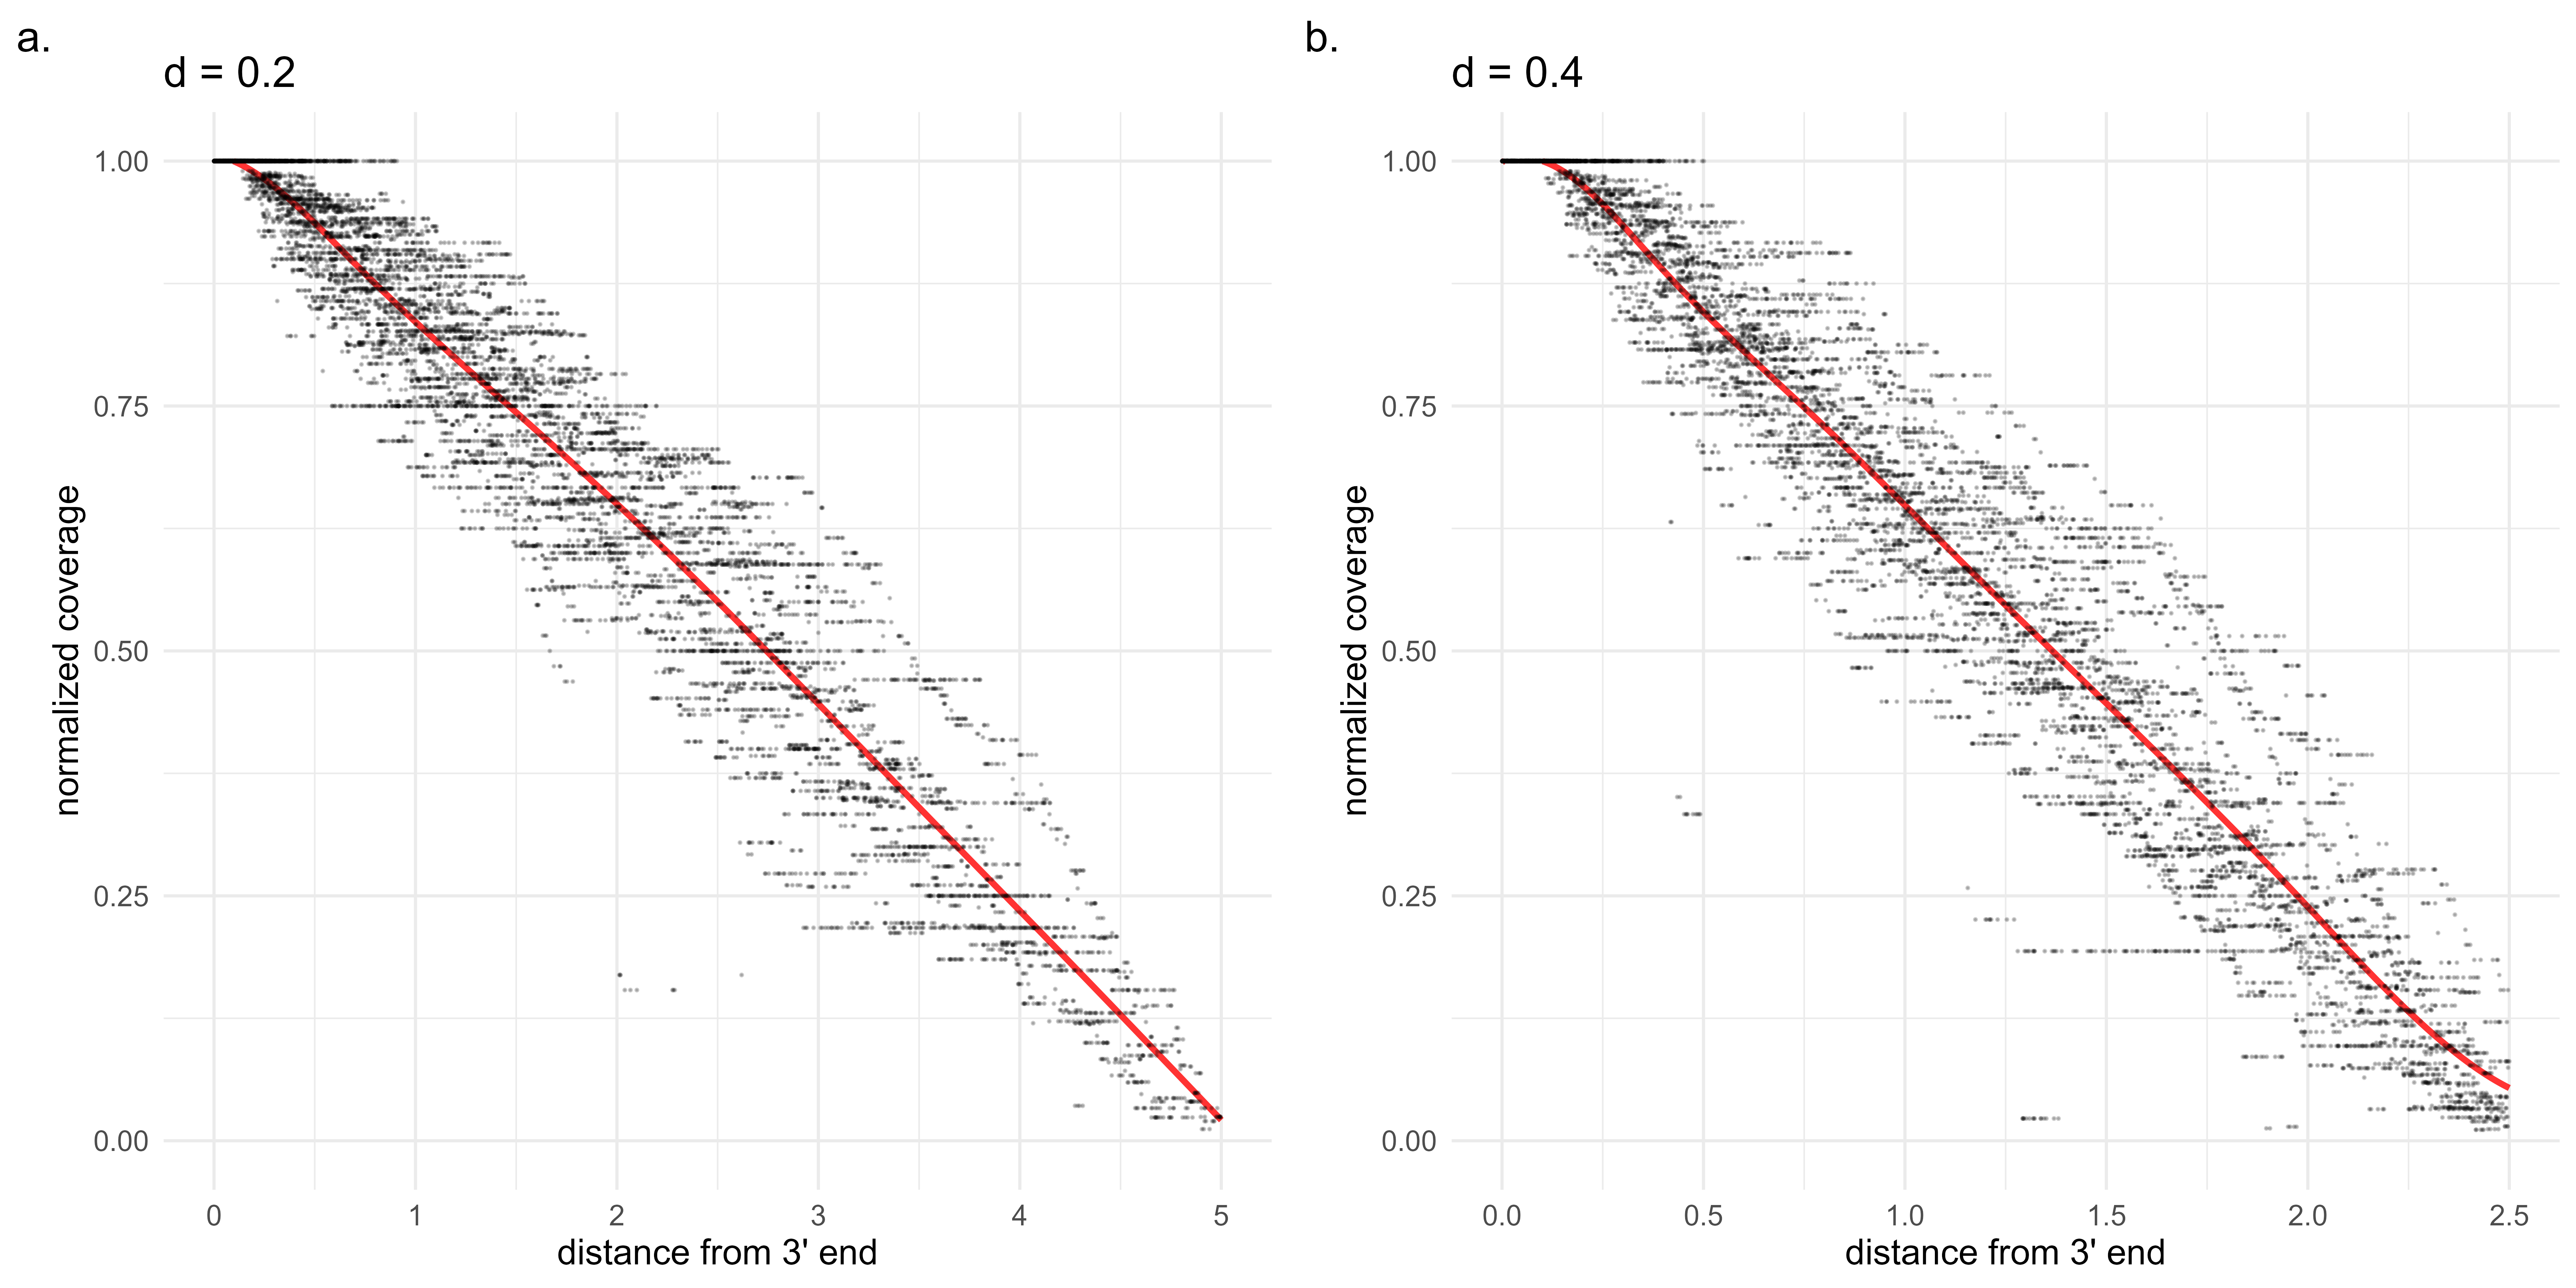 a.
d = 0.2
normalized coverage
1.00
0.75
0.50
0.25
0.00
0 1 2 3 4 5
distance from 3' end
b.
d = 0.4
normalized coverage
1.00
0.75
0.50
0.25
0.00
0.0 0.5 1.0 1.5 2.0 2.5
distance from 3' end